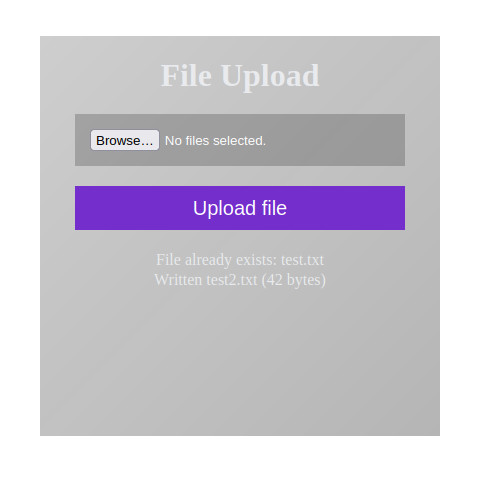 File Upload
Browse… No files selected.
Upload file
File already exists: test.txt
Written test2.txt (42 bytes)